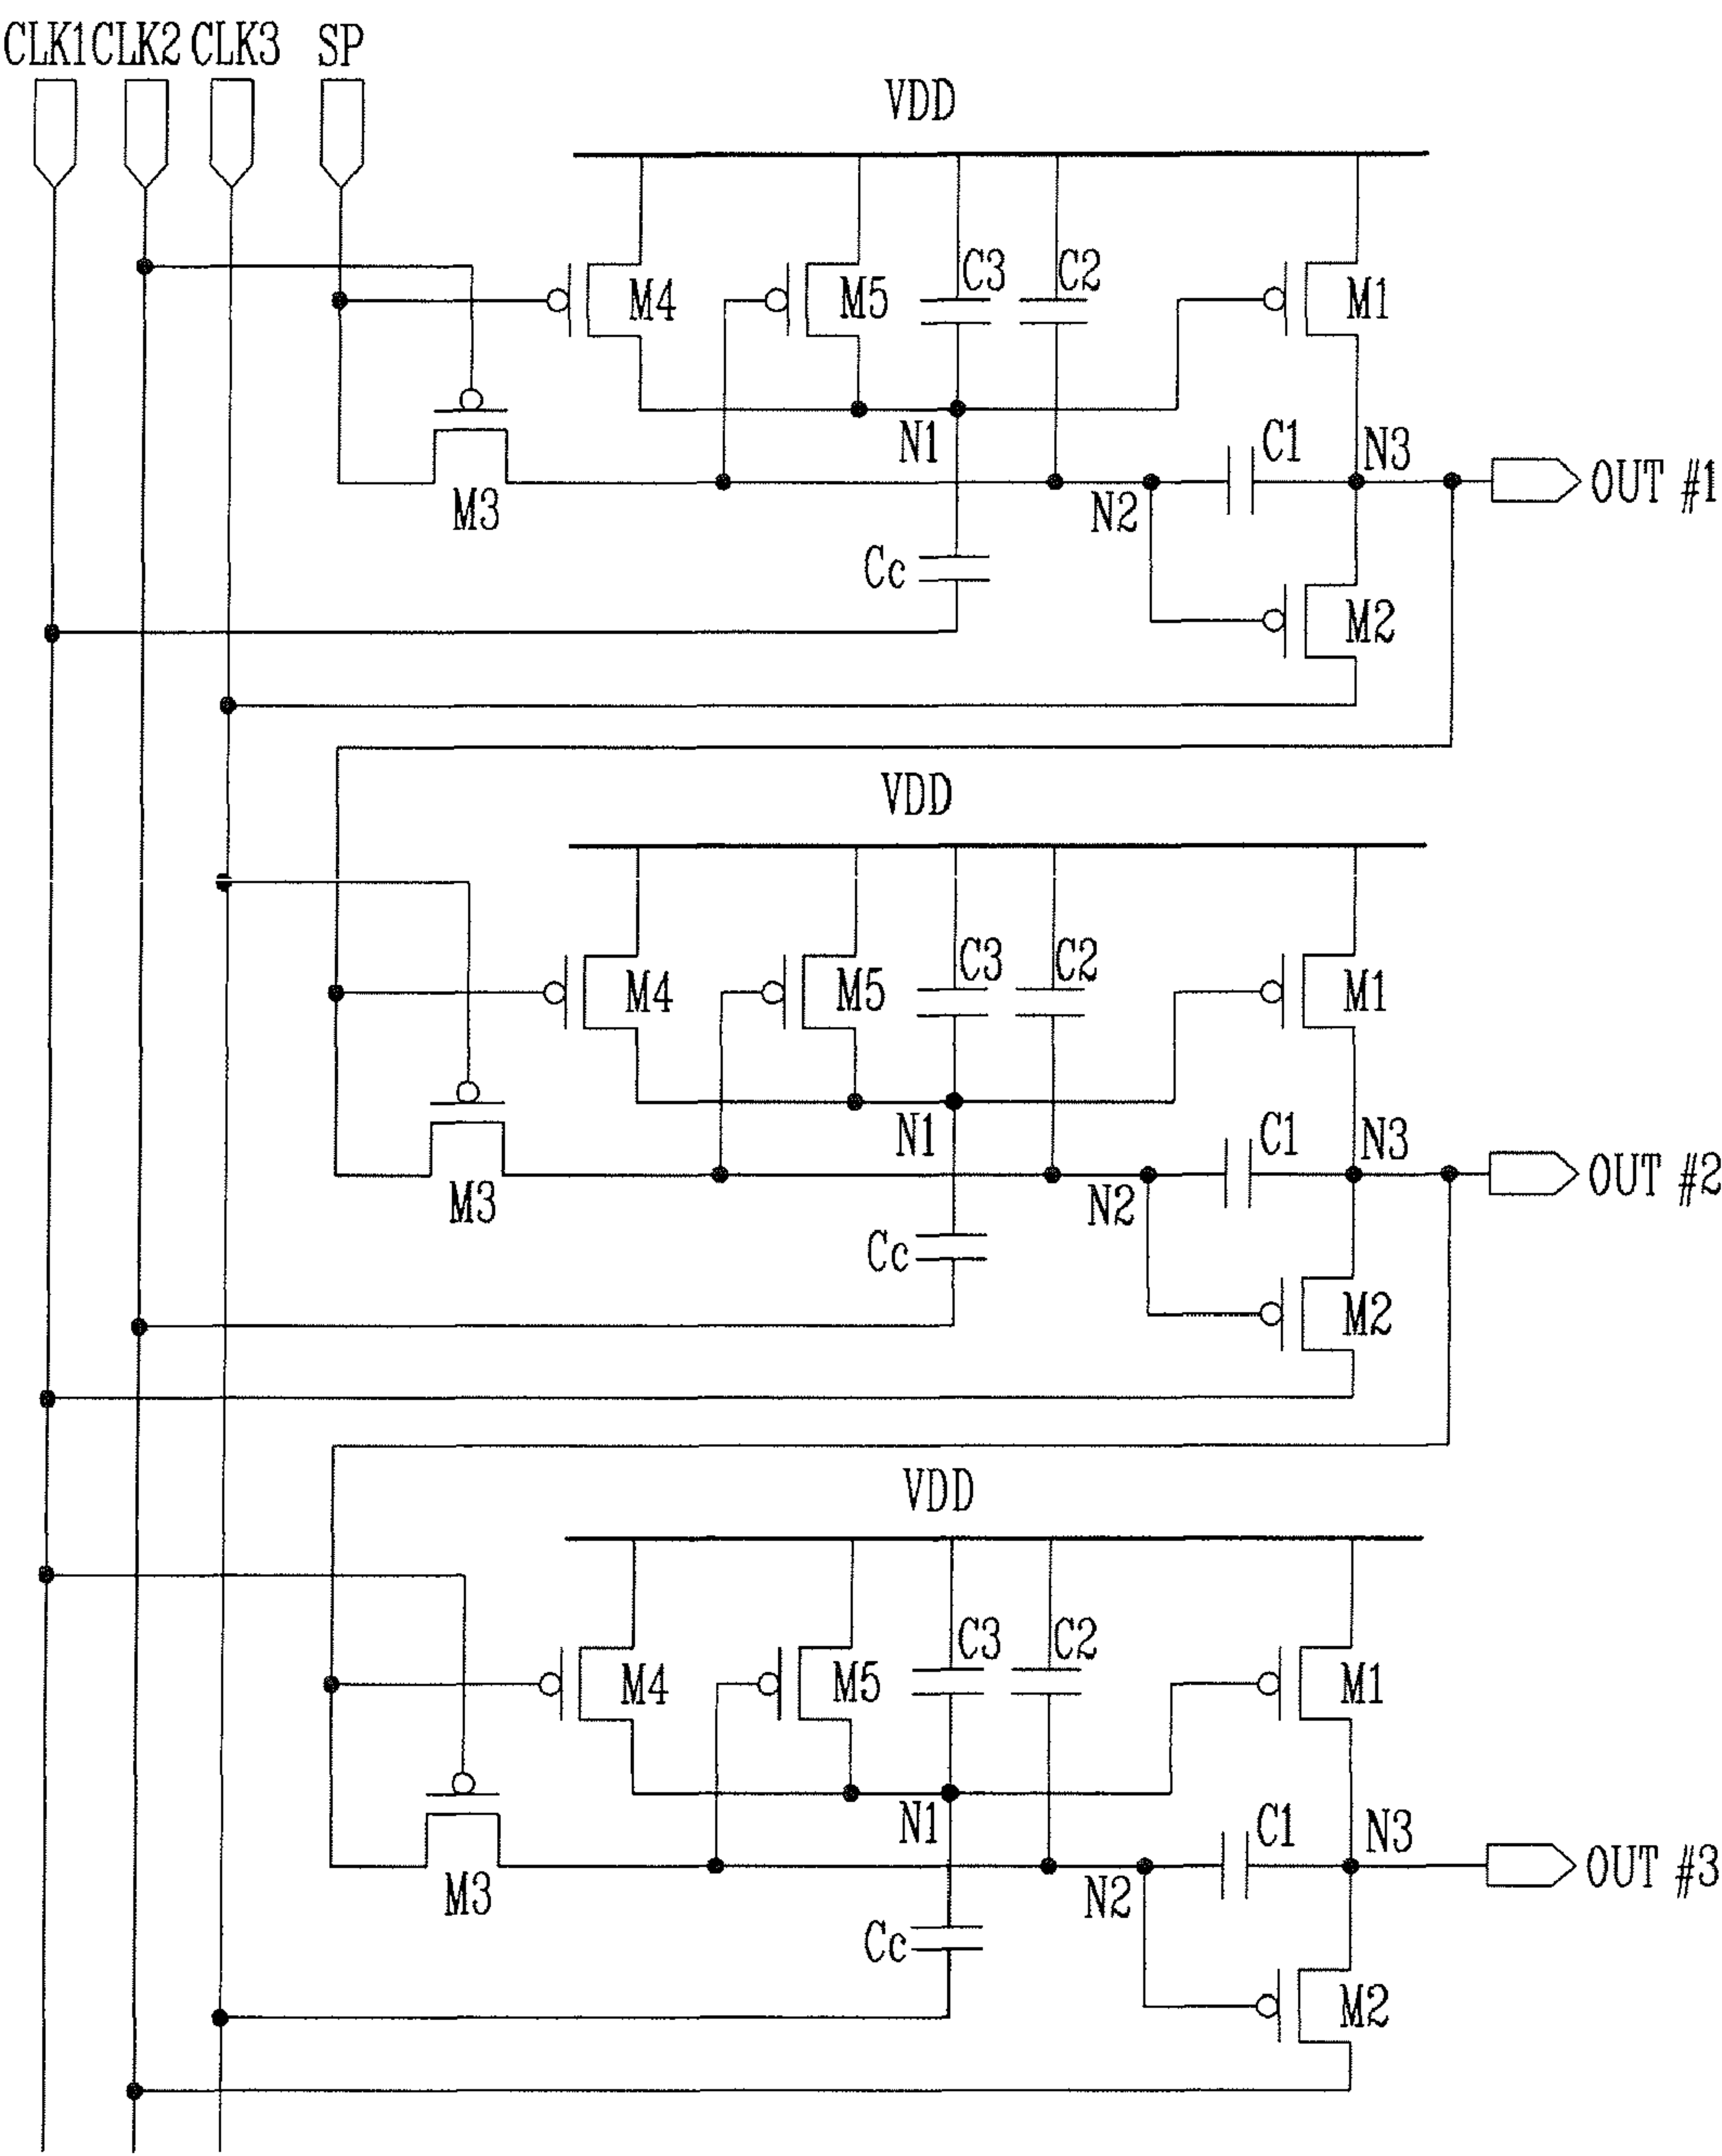 CLK1 CLK2 CLK3 SP
VDD
M4 M5 C3 C2 M1
N1 C1 N3
M3 N2 OUT #1
Cc
M2
VDD
M4 M5 C3 C2 M1
N1 C1 N3
M3 N2 OUT #2
Cc
M2
VDD
M4 M5 C3 C2 M1
N1 C1 N3
M3 N2 OUT #3
Cc
M2